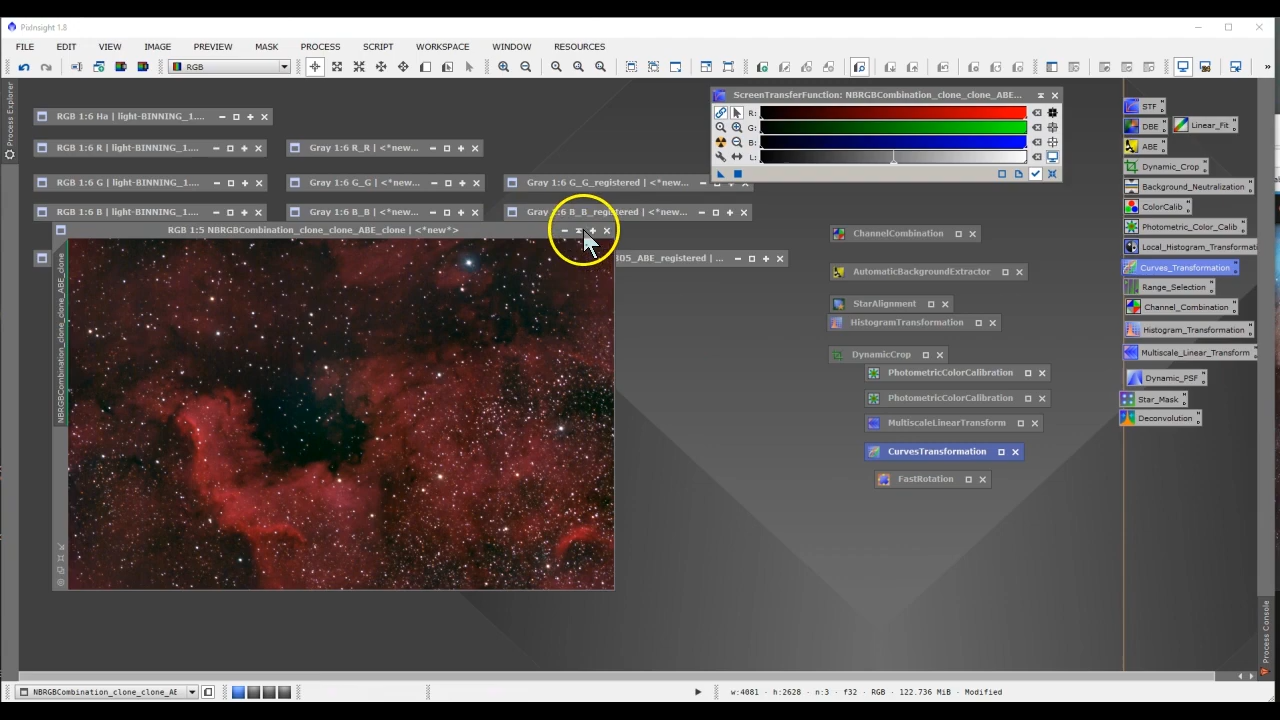 PixInsight 1.8
FILE EDIT VIEW IMAGE PREVIEW MASK PROCESS SCRIPT WORKSPACE WINDOW RESOURCES
RGB
Process Explorer
ScreenTransferFunction: NBRGBCombination_clone_clone_ABE...
R:
G:
B:
L:
RGB 1:6 Ha | light-BINNING_1....
RGB 1:6 R | light-BINNING_1....
Gray 1:6 R_R | <*new...
RGB 1:6 G | light-BINNING_1....
Gray 1:6 G_G | <*new...
Gray 1:6 G_G_registered | <*new...
RGB 1:6 B | light-BINNING_1....
Gray 1:6 B_B | <*new...
Gray 1:6 B_B_registered | <*new...
RGB 1:5 NBRGBCombination_clone_clone_ABE_clone | <*new*>
NBRGBCombination_clone_clone_ABE_clone
305_ABE_registered | ...
ChannelCombination
AutomaticBackgroundExtractor
StarAlignment
HistogramTransformation
DynamicCrop
PhotometricColorCalibration
PhotometricColorCalibration
MultiscaleLinearTransform
CurvesTransformation
FastRotation
STF
DBE
Linear_Fit
ABE
Dynamic_Crop
Background_Neutralization
ColorCalib
Photometric_Color_Calib
Local_Histogram_Transformat
Curves_Transformation
Range_Selection
Channel_Combination
Histogram_Transformation
Multiscale_Linear_Transform
Dynamic_PSF
Star_Mask
Deconvolution
Process Console
NBRGBCombination_clone_clone_AE
w:4081 · h:2628 · n:3 · f32 · RGB · 122.736 MiB · Modified